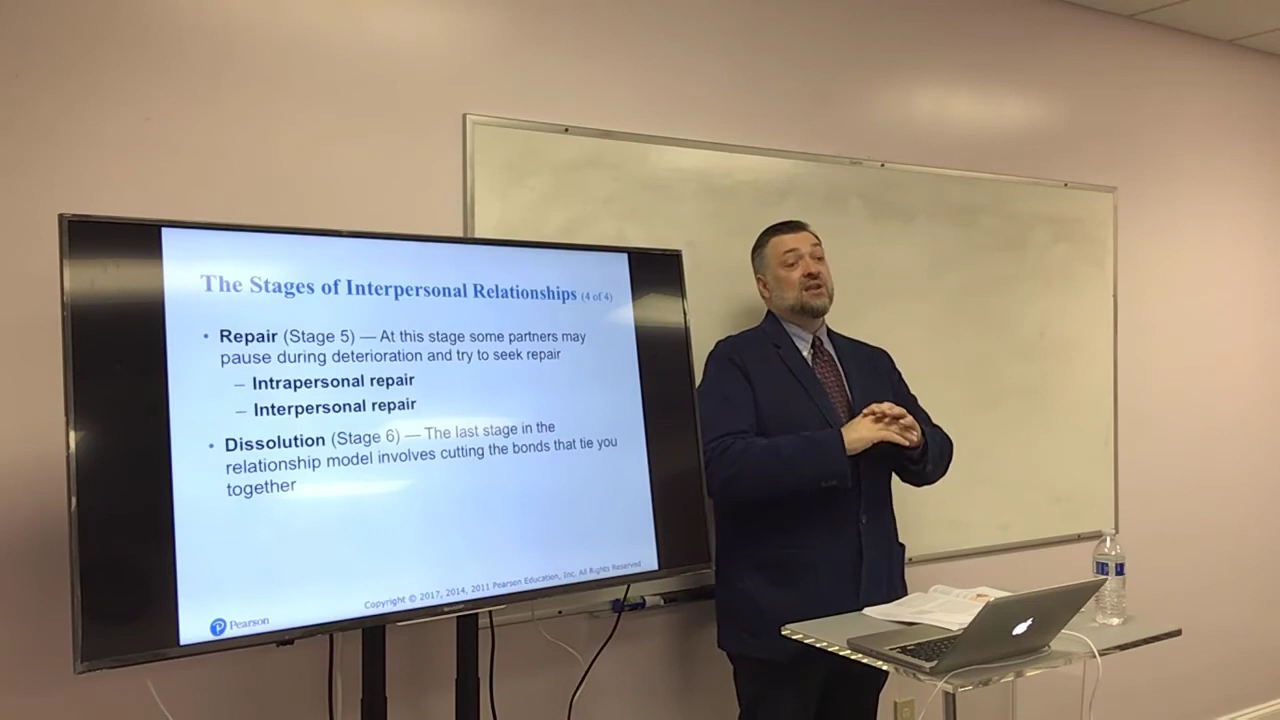 The Stages of Interpersonal Relationships (4 of 4)
• Repair (Stage 5) — At this stage some partners may
pause during deterioration and try to seek repair
– Intrapersonal repair
– Interpersonal repair
• Dissolution (Stage 6) — The last stage in the
relationship model involves cutting the bonds that tie you
together
Copyright © 2017, 2014, 2011 Pearson Education, Inc. All Rights Reserved
Pearson